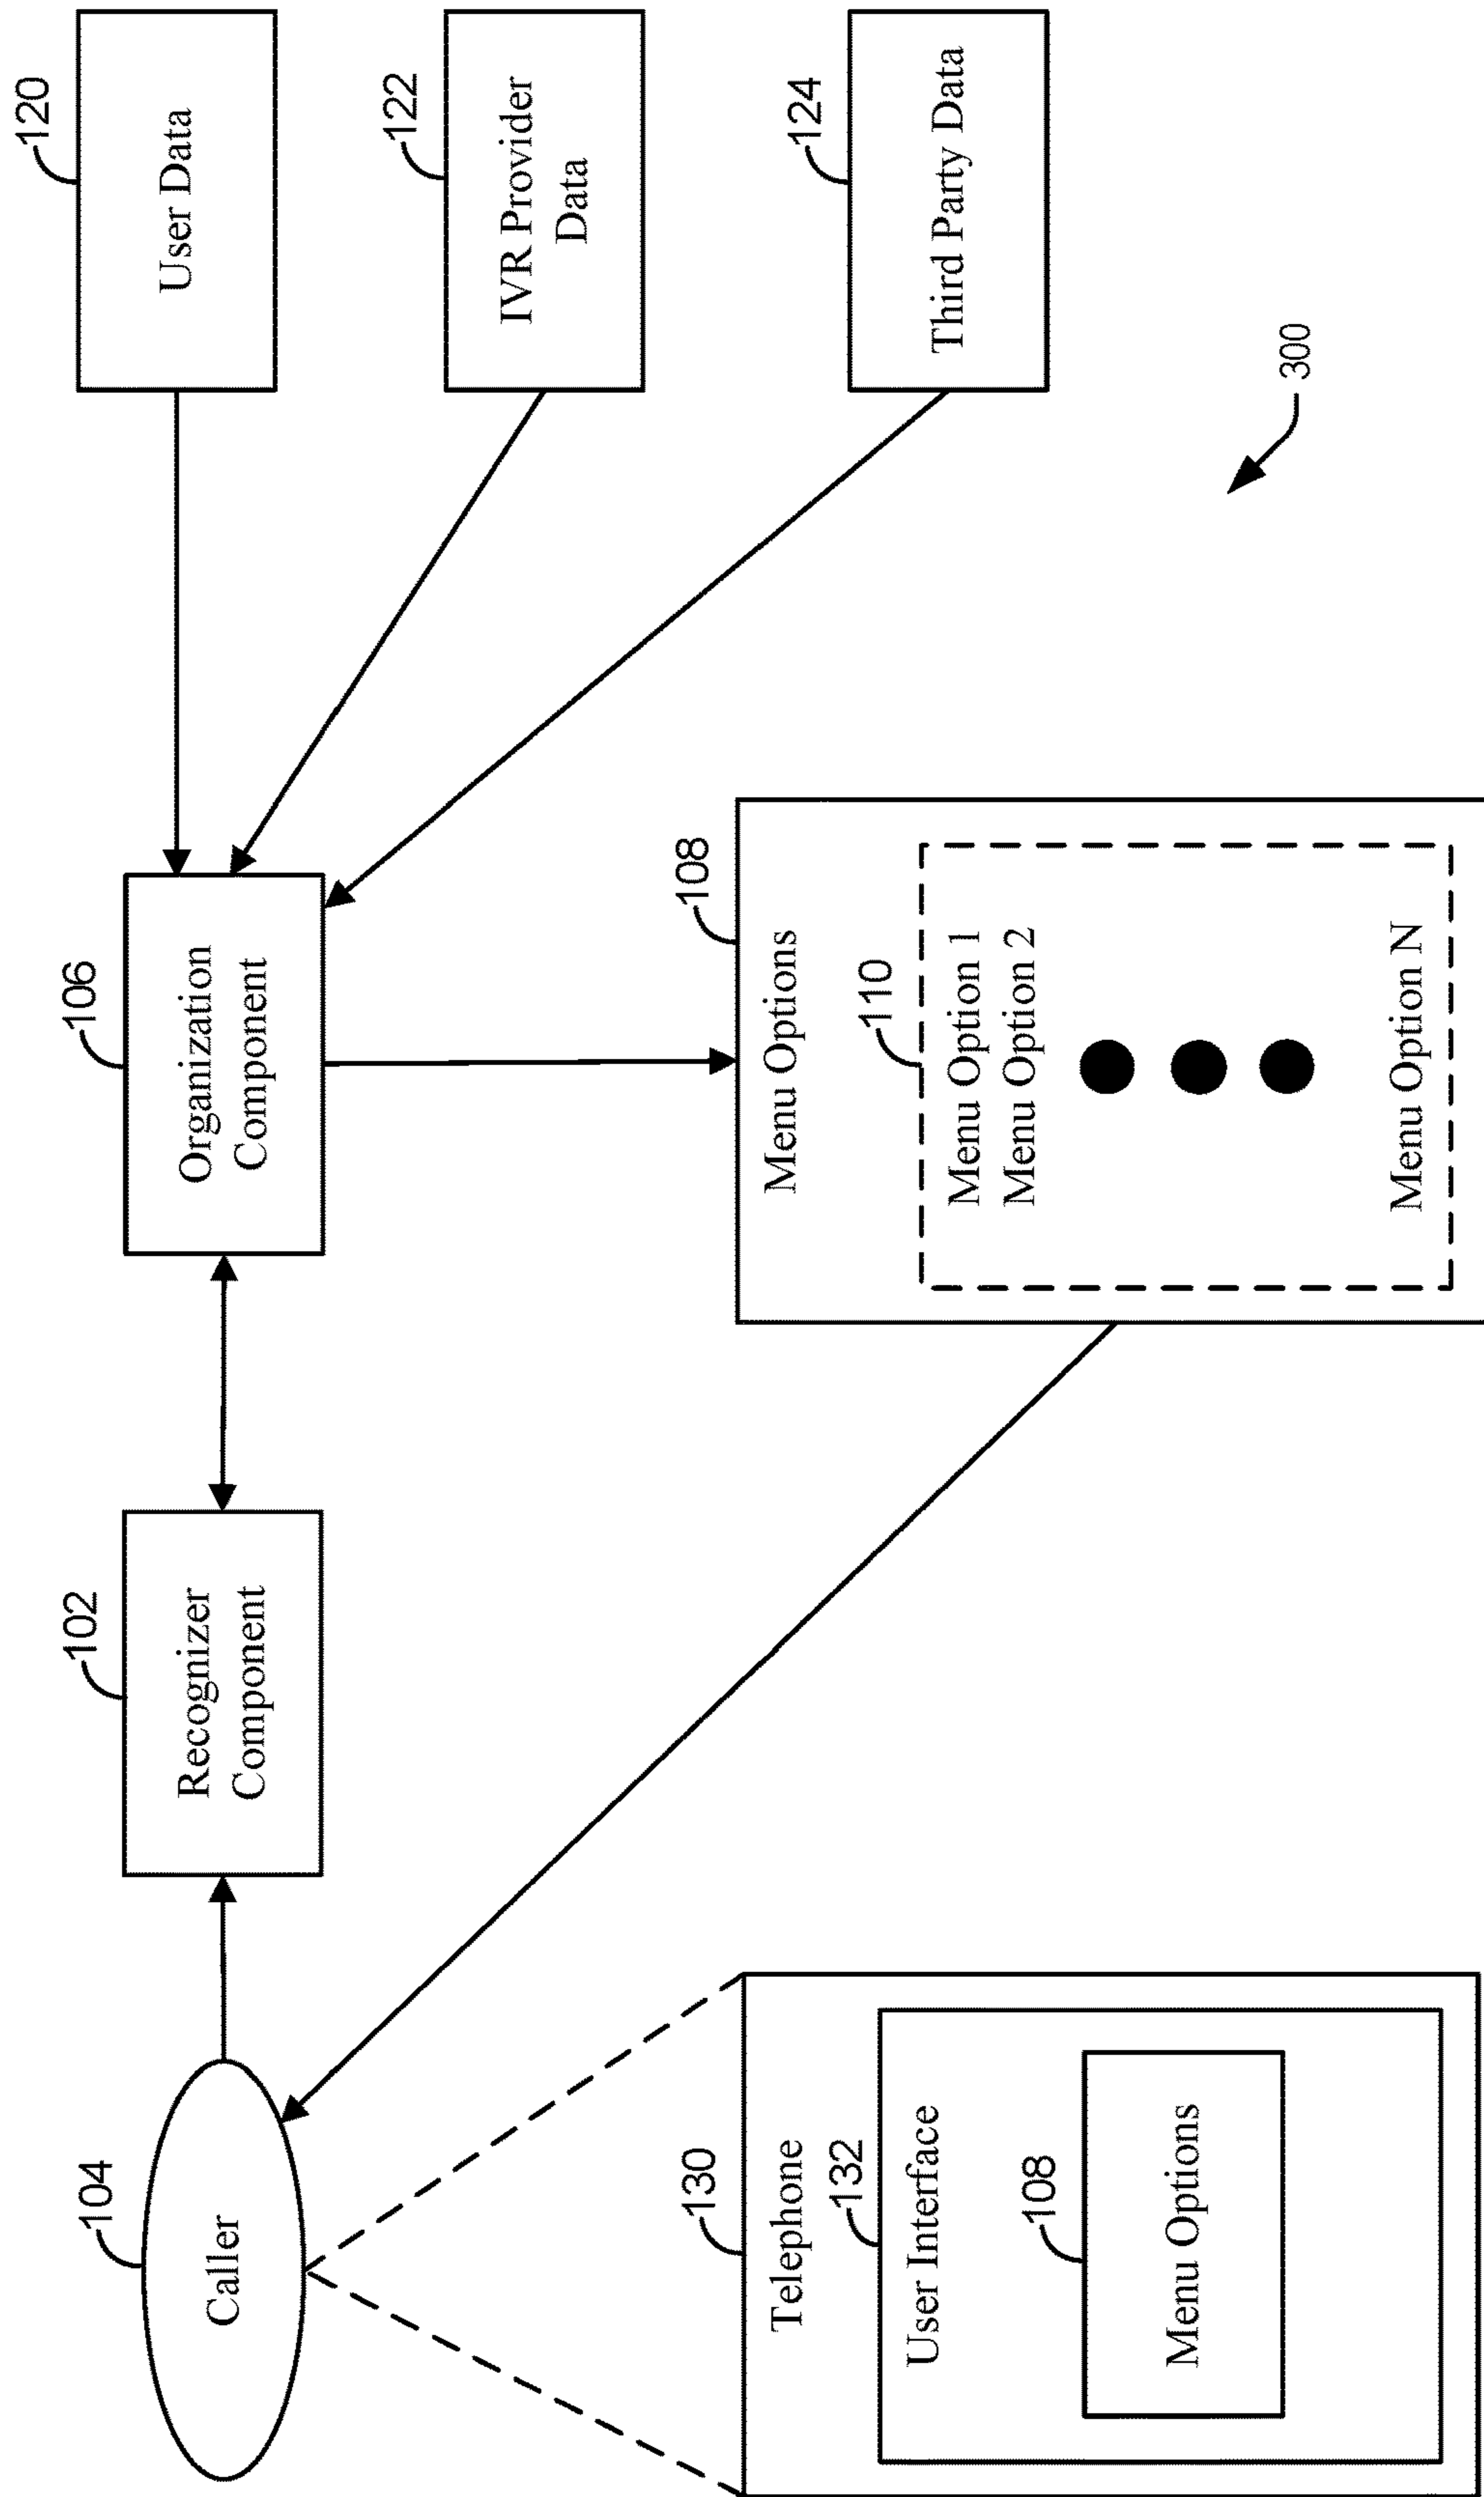 104
Caller
102
Recognizer
Component
106
Organization
Component
120
User Data
122
IVR Provider
Data
124
Third Party Data
130
Telephone
132
User Interface
108
Menu Options
108
Menu Options
110
Menu Option 1
Menu Option 2
Menu Option N
300